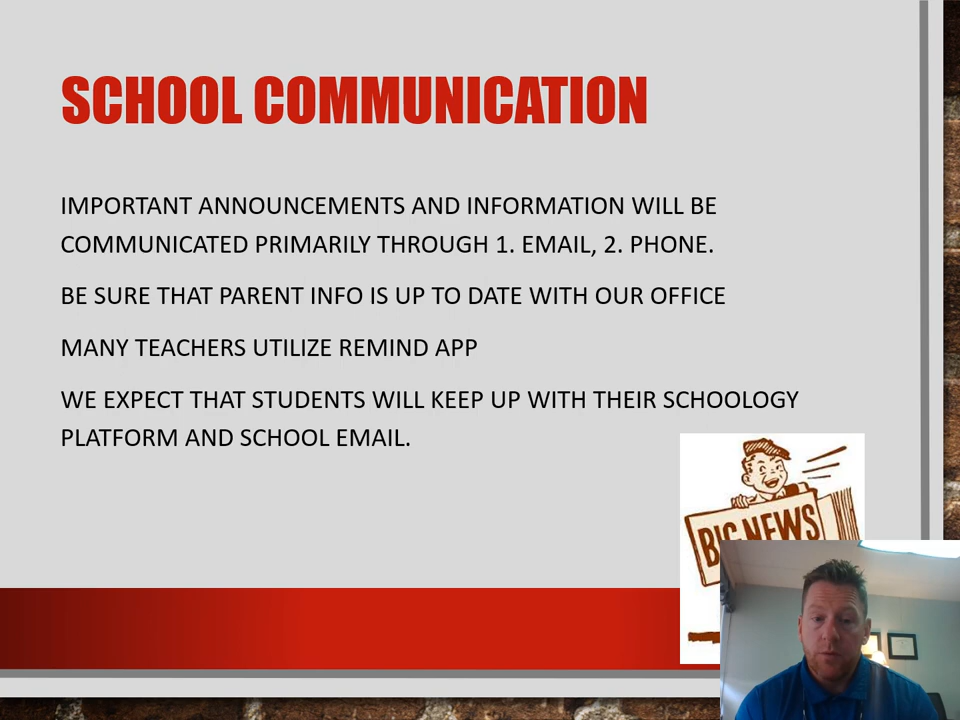 SCHOOL COMMUNICATION
IMPORTANT ANNOUNCEMENTS AND INFORMATION WILL BE
COMMUNICATED PRIMARILY THROUGH 1. EMAIL, 2. PHONE.
BE SURE THAT PARENT INFO IS UP TO DATE WITH OUR OFFICE
MANY TEACHERS UTILIZE REMIND APP
WE EXPECT THAT STUDENTS WILL KEEP UP WITH THEIR SCHOOLOGY
PLATFORM AND SCHOOL EMAIL.
BIG NEWS